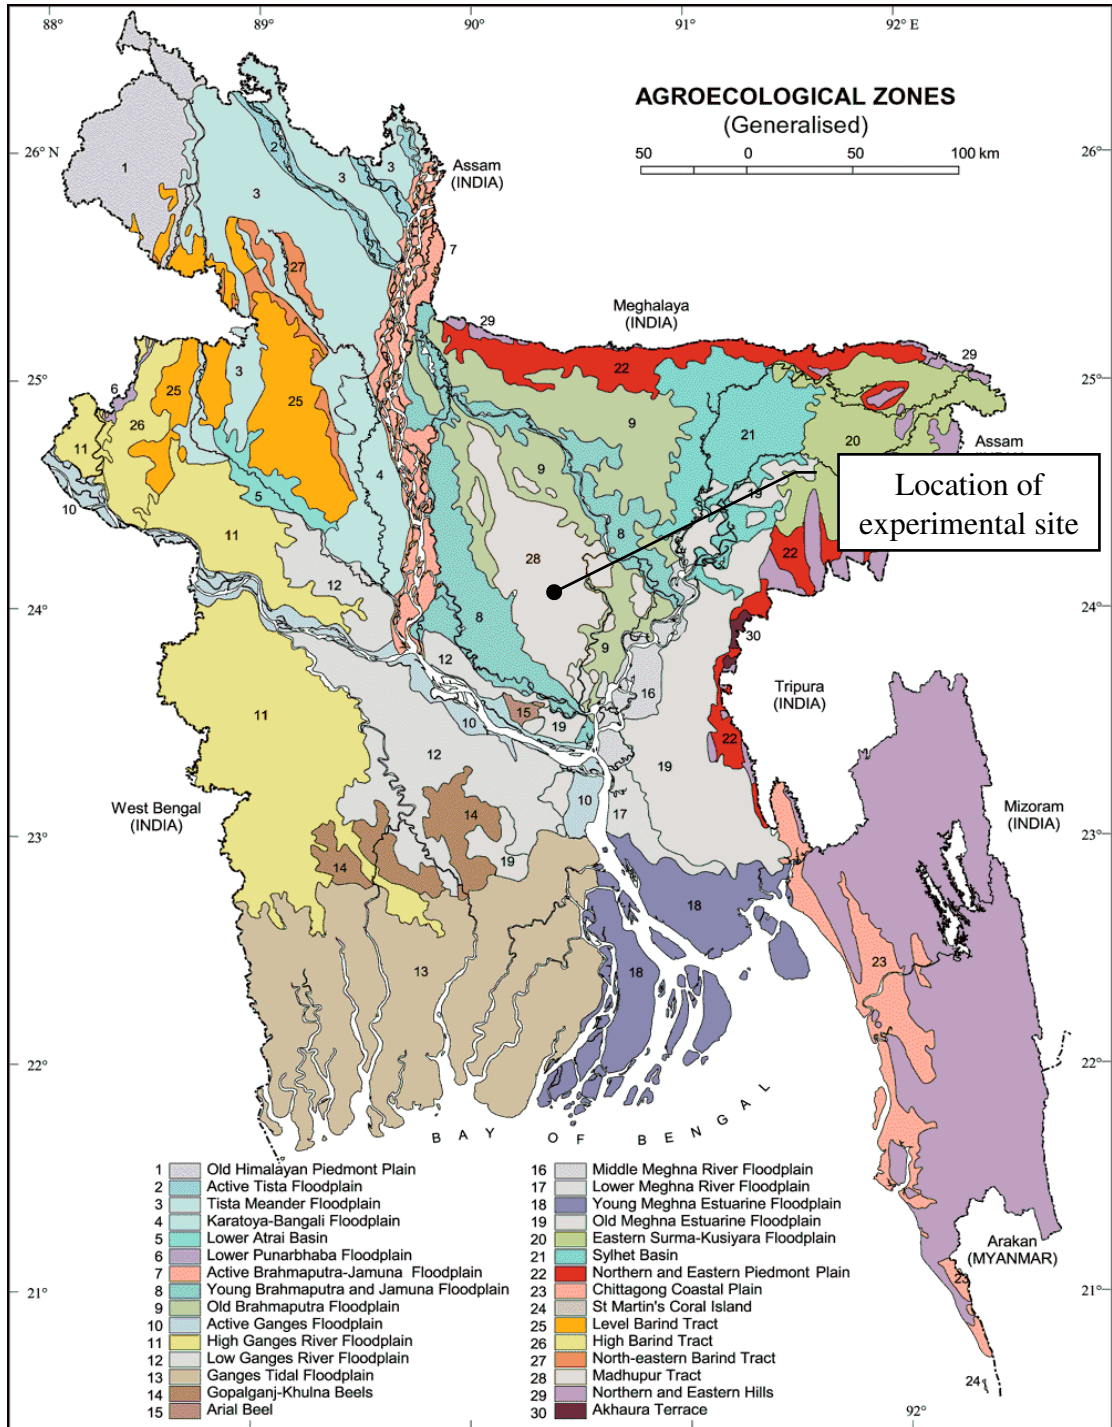 88° 89° 90° 91° 92° E
AGROECOLOGICAL ZONES
(Generalised)
50 0 50 100 km
26° N
26°
Assam
(INDIA)
2
3
3
1
3
7
27
Meghalaya
(INDIA)
29
29
22
25°
25°
3
6
25
25
26
9
21
20
11
Assam
9
4
5
10
19
Location of
experimental site
11
8
28
22
12
24°
24°
8
30
9
12
16
Tripura
(INDIA)
11
15
10
19
22
12
19
10
17
14
West Bengal
(INDIA)
Mizoram
(INDIA)
23°
23°
19
14
18
23
13
18
22°
22°
BAY OF BENGAL
1 Old Himalayan Piedmont Plain
2 Active Tista Floodplain
3 Tista Meander Floodplain
4 Karatoya-Bangali Floodplain
5 Lower Atrai Basin
6 Lower Punarbhaba Floodplain
7 Active Brahmaputra-Jamuna Floodplain
8 Young Brahmaputra and Jamuna Floodplain
9 Old Brahmaputra Floodplain
10 Active Ganges Floodplain
11 High Ganges River Floodplain
12 Low Ganges River Floodplain
13 Ganges Tidal Floodplain
14 Gopalganj-Khulna Beels
15 Arial Beel
16 Middle Meghna River Floodplain
17 Lower Meghna River Floodplain
18 Young Meghna Estuarine Floodplain
19 Old Meghna Estuarine Floodplain
20 Eastern Surma-Kusiyara Floodplain
21 Sylhet Basin
22 Northern and Eastern Piedmont Plain
23 Chittagong Coastal Plain
24 St Martin's Coral Island
25 Level Barind Tract
26 High Barind Tract
27 North-eastern Barind Tract
28 Madhupur Tract
29 Northern and Eastern Hills
30 Akhaura Terrace
Arakan
(MYANMAR)
23
21°
21°
24
92°